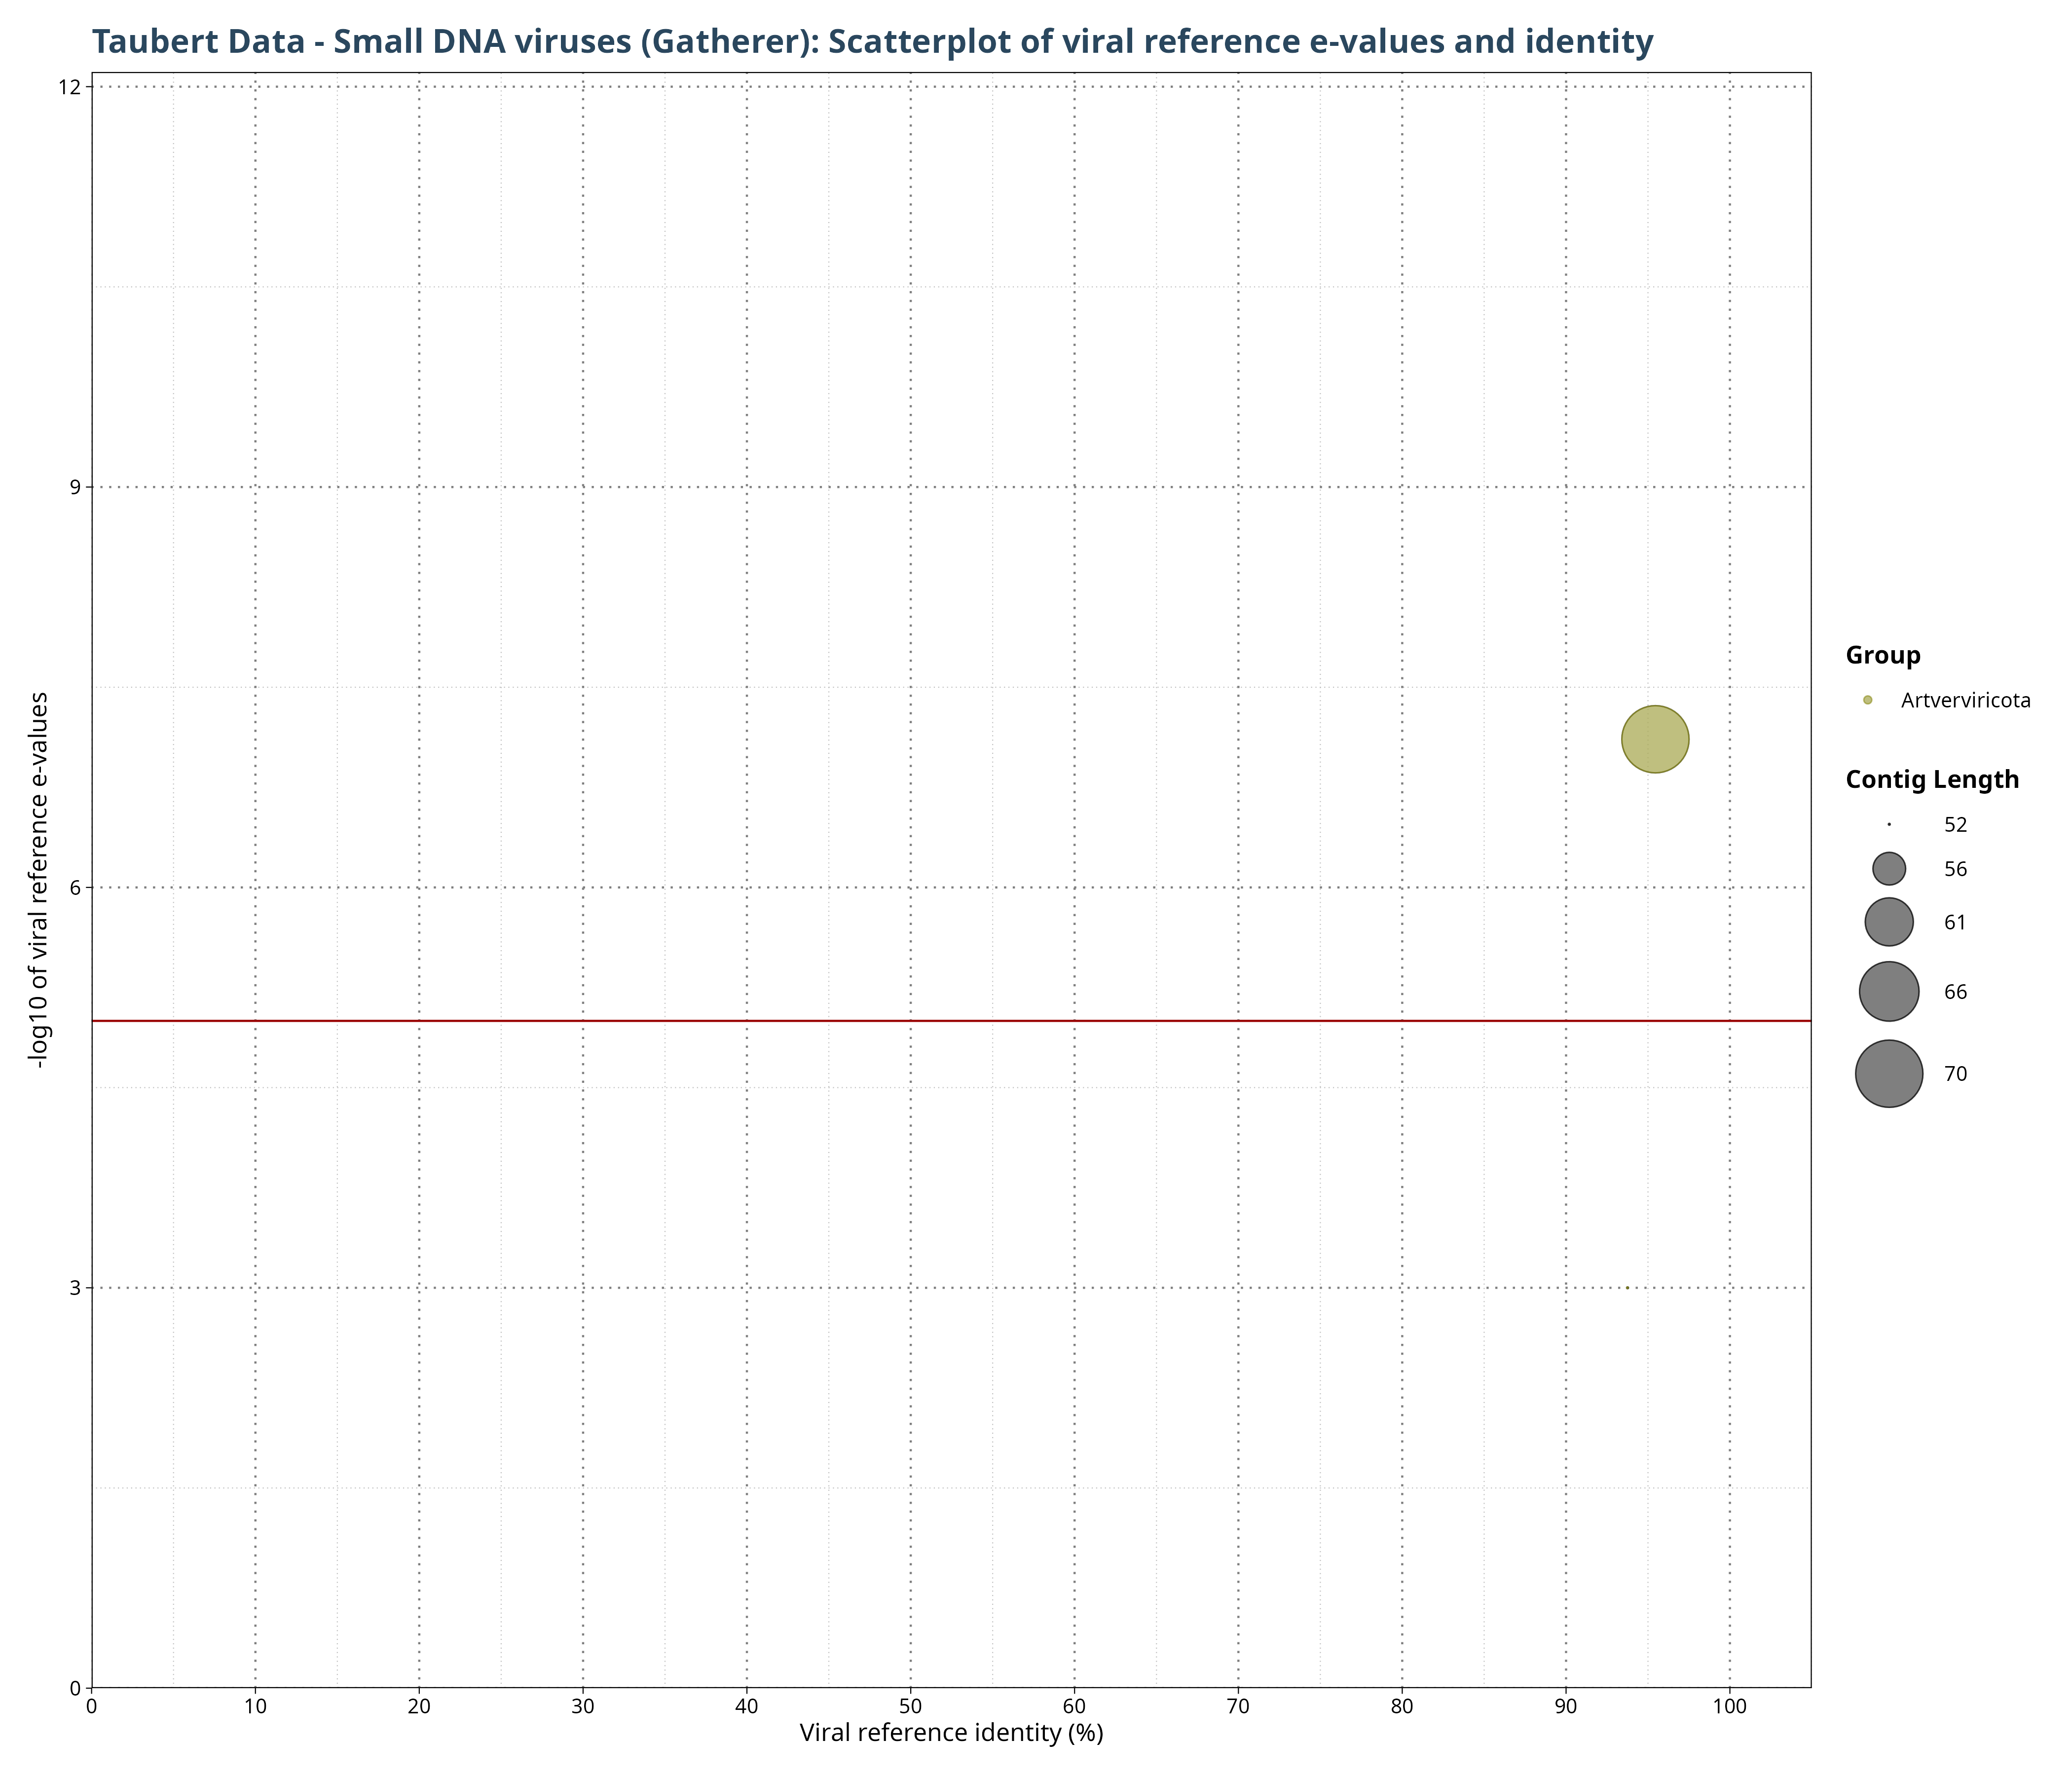 Taubert Data - Small DNA viruses (Gatherer): Scatterplot of viral reference e-values and identity
12
9
6
3
0
-log10 of viral reference e-values
0 10 20 30 40 50 60 70 80 90 100
Viral reference identity (%)
Group
Artverviricota
Contig Length
52
56
61
66
70